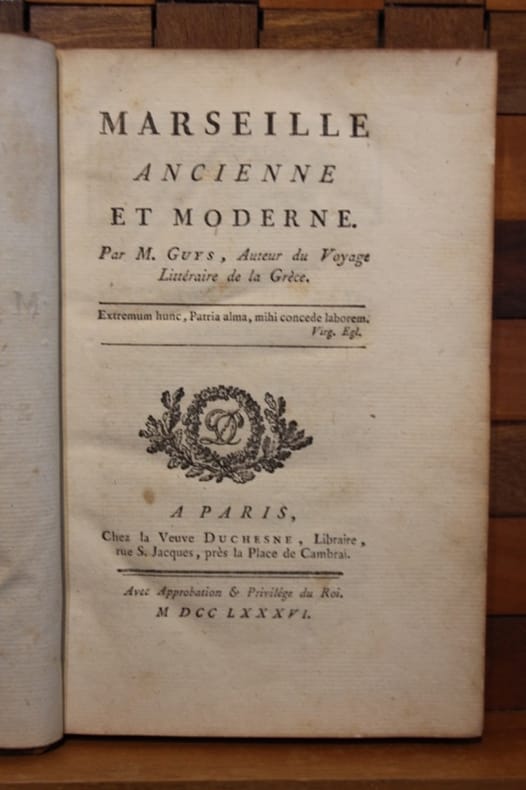 MARSEILLE
ANCIENNE
ET MODERNE.
Par M. GUYS, Auteur du Voyage
Littéraire de la Grèce.
Extremum hunc, Patria alma, mihi concede laborem.
Virg. Egl.
A PARIS,
Chez la Veuve DUCHESNE, Libraire,
rue S. Jacques, près la Place de Cambrai.
Avec Approbation & Privilége du Roi.
M DCC LXXXVI.